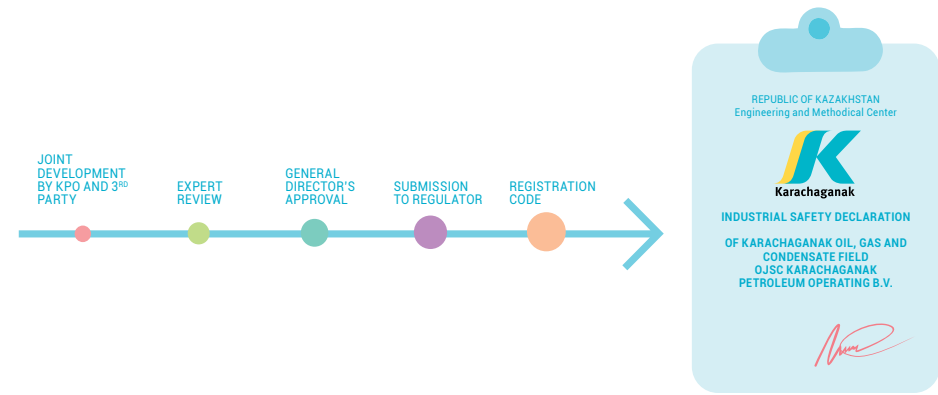 JOINT
DEVELOPMENT
BY KPO AND 3RD
PARTY
EXPERT
REVIEW
GENERAL
DIRECTOR'S
APPROVAL
SUBMISSION
TO REGULATOR
REGISTRATION
CODE
REPUBLIC OF KAZAKHSTAN
Engineering and Methodical Center
Karachaganak
INDUSTRIAL SAFETY DECLARATION
OF KARACHAGANAK OIL, GAS AND
CONDENSATE FIELD
OJSC KARACHAGANAK
PETROLEUM OPERATING B.V.